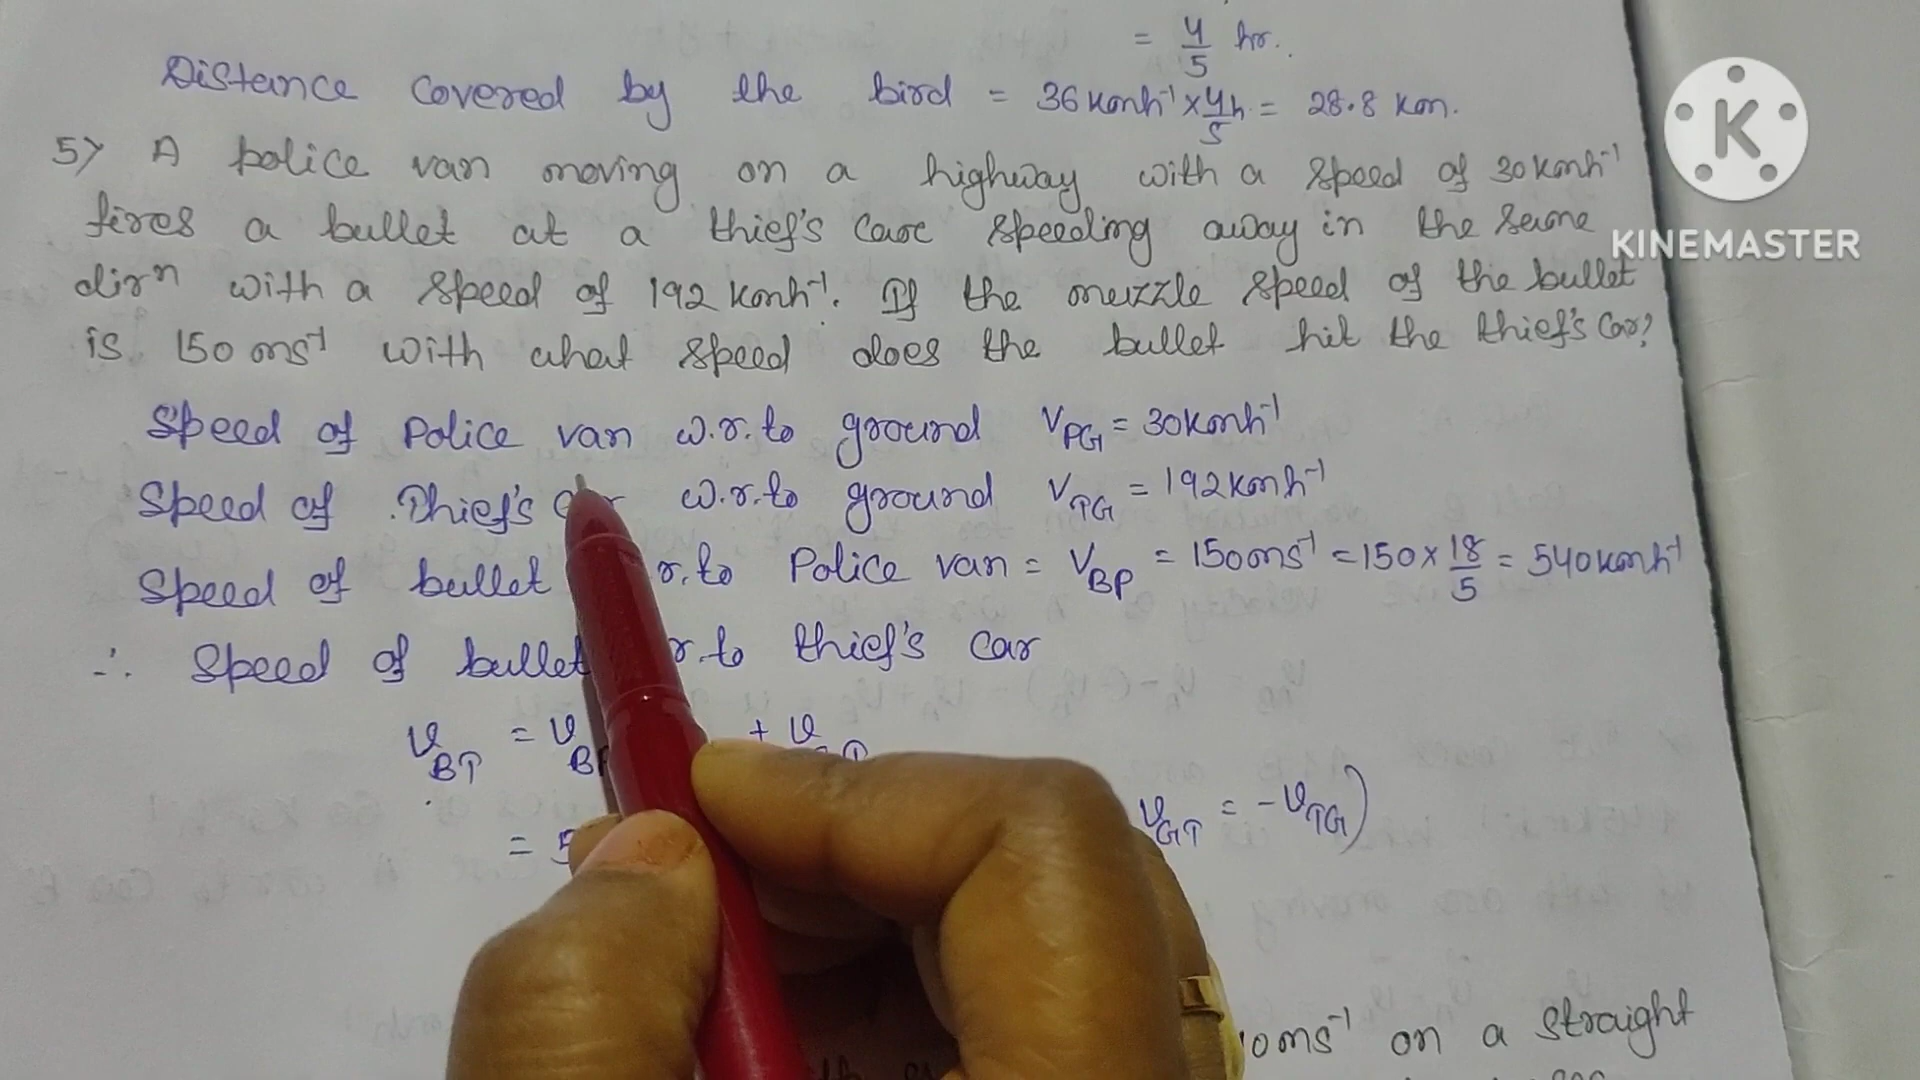 = 4/5 hr.
Distance covered by the bird = 36 kmh⁻¹ × 4/5 h = 28.8 km.
5) A police van moving on a highway with a speed of 30 kmh⁻¹
fires a bullet at a thief's car speeding away in the same
dirⁿ with a speed of 192 kmh⁻¹. If the muzzle speed of the bullet
is 150 ms⁻¹ with what speed does the bullet hit the thief's car?
Speed of Police van w.r.to ground V_PG = 30 kmh⁻¹
Speed of Thief's w.r.to ground V_TG = 192 kmh⁻¹
Speed of bullet r.to Police van = V_BP = 150 ms⁻¹ = 150 × 18/5 = 540 kmh⁻¹
∴ Speed of bullet r.to thief's car
v_BT = v + v
= 5 v_GT = -v_TG)
10 ms⁻¹ on a straight
K
KINEMASTER